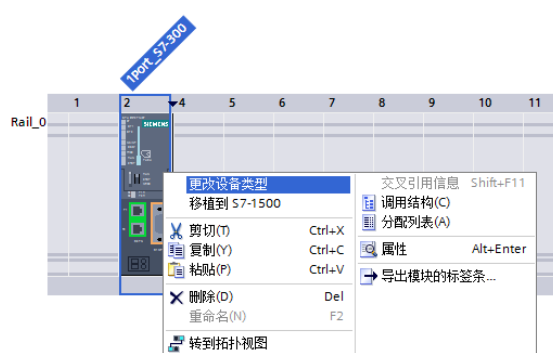 1Port_S7-300
1 2 4 5 6 7 8 9 10 11
Rail_0
SIEMENS
更改设备类型
移植到 S7-1500
剪切(T) Ctrl+X
复制(Y) Ctrl+C
粘贴(P) Ctrl+V
删除(D) Del
重命名(N) F2
转到拓扑视图
交叉引用信息 Shift+F11
调用结构(C)
分配列表(A)
属性 Alt+Enter
导出模块的标签条...